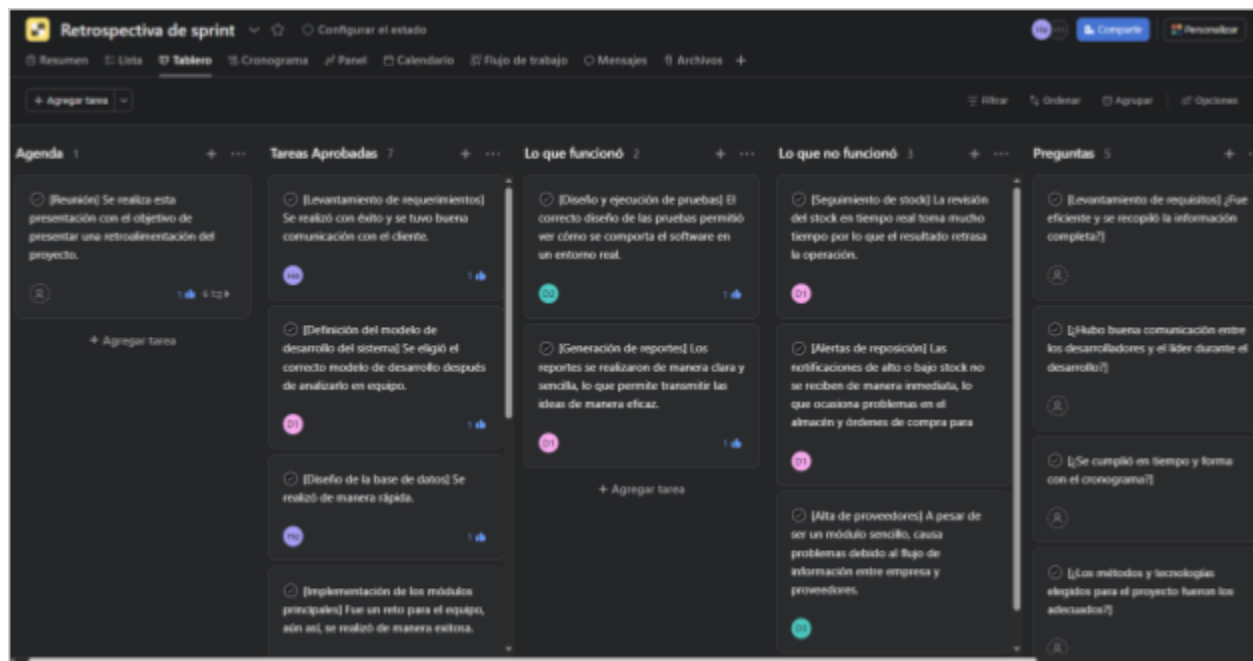 Retrospectiva de sprint
Configurar el estado
Compartir
Personalizar
Resumen
Lista
Tablero
Cronograma
Panel
Calendario
Flujo de trabajo
Mensajes
Archivos
+
+ Agregar tarea
Filtrar
Ordenar
Agrupar
Opciones
Agenda 1
+ ...
[Reunión] Se realiza esta
presentación con el objetivo de
presentar una retroalimentación del
proyecto.
1
6
+ Agregar tarea
Tareas Aprobadas 7
+ ...
[Levantamiento de requerimientos]
Se realizó con éxito y se tuvo buena
comunicación con el cliente.
Ho
1
[Definición del modelo de
desarrollo del sistema] Se eligió el
correcto modelo de desarrollo después
de analizarlo en equipo.
D1
1
[Diseño de la base de datos] Se
realizó de manera rápida.
Ho
1
[Implementación de los módulos
principales] Fue un reto para el equipo,
aún así, se realizó de manera exitosa.
Lo que funcionó 2
+ ...
[Diseño y ejecución de pruebas] El
correcto diseño de las pruebas permitió
ver cómo se comporta el software en
un entorno real.
1
[Generación de reportes] Los
reportes se realizaron de manera clara y
sencilla, lo que permite transmitir las
ideas de manera eficaz.
D1
1
+ Agregar tarea
Lo que no funcionó 3
+ ...
[Seguimiento de stock] La revisión
del stock en tiempo real toma mucho
tiempo por lo que el resultado retrasa
la operación.
D1
[Alertas de reposición] Las
notificaciones de alto o bajo stock no
se reciben de manera inmediata, lo
que ocasiona problemas en el
almacén y órdenes de compra para
D1
[Alta de proveedores] A pesar de
ser un módulo sencillo, causa
problemas debido al flujo de
información entre empresa y
proveedores.
Preguntas 5
+
[Levantamiento de requisitos] ¿Fue
eficiente y se recopiló la información
completa?]
[¿Hubo buena comunicación entre
los desarrolladores y el líder durante el
desarrollo?]
[¿Se cumplió en tiempo y forma
con el cronograma?]
[¿Los métodos y tecnologías
elegidos para el proyecto fueron los
adecuados?]